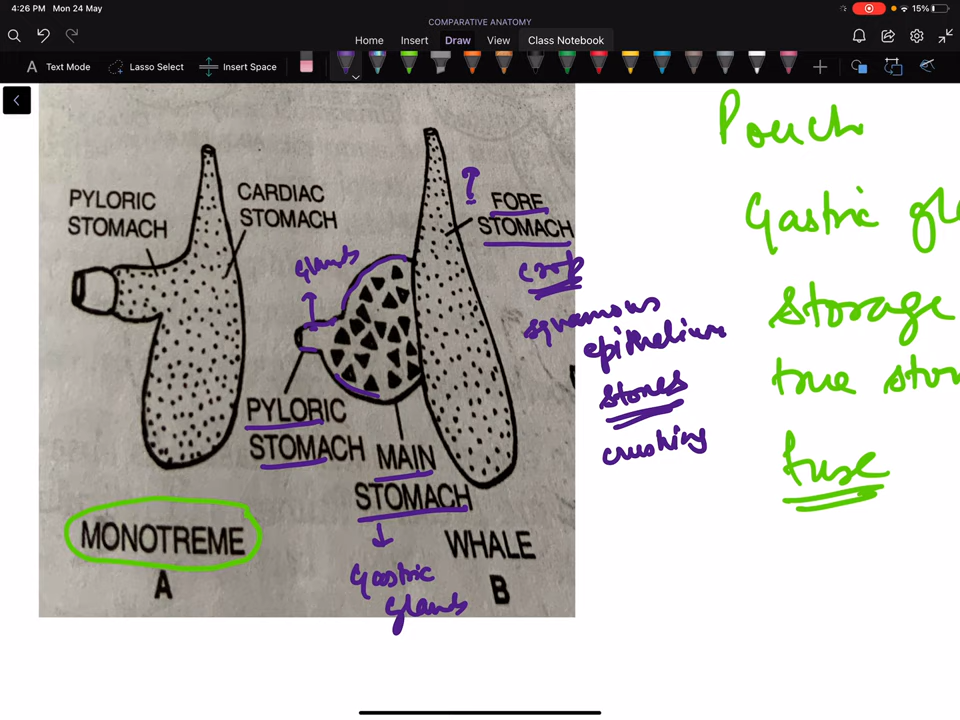 4:26 PM Mon 24 May
15%
COMPARATIVE ANATOMY
Home Insert Draw View Class Notebook
Text Mode Lasso Select Insert Space
PYLORIC
STOMACH
CARDIAC
STOMACH
FORE
STOMACH
crop
squamous
epithelium
stones
crushing
glands
PYLORIC
STOMACH
MAIN
STOMACH
Gastric
glands
MONOTREME
A
WHALE
B
Pouch
Gastric
Storage
true
fuse